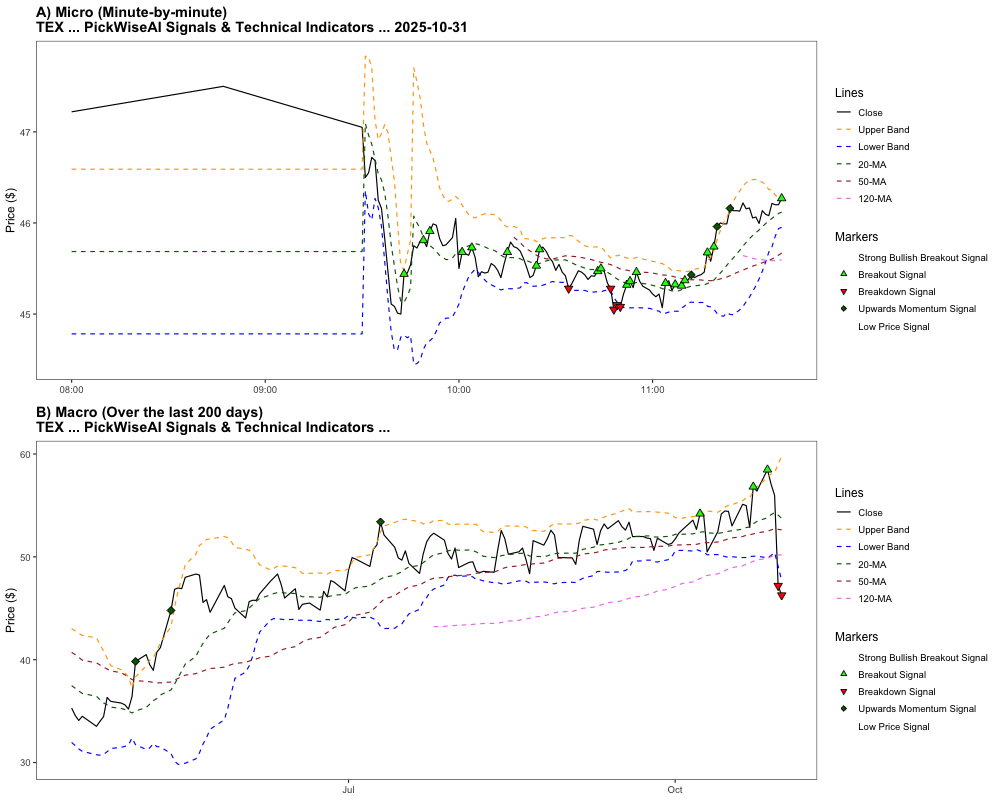 A) Micro (Minute-by-minute)
TEX ... PickWiseAI Signals & Technical Indicators ... 2025-10-31
Price ($)
47
46
45
08:00
09:00
10:00
11:00
Lines
Close
Upper Band
Lower Band
20-MA
50-MA
120-MA
Markers
Strong Bullish Breakout Signal
Breakout Signal
Breakdown Signal
Upwards Momentum Signal
Low Price Signal
B) Macro (Over the last 200 days)
TEX ... PickWiseAI Signals & Technical Indicators ...
Price ($)
60
50
40
30
Jul
Oct
Lines
Close
Upper Band
Lower Band
20-MA
50-MA
120-MA
Markers
Strong Bullish Breakout Signal
Breakout Signal
Breakdown Signal
Upwards Momentum Signal
Low Price Signal